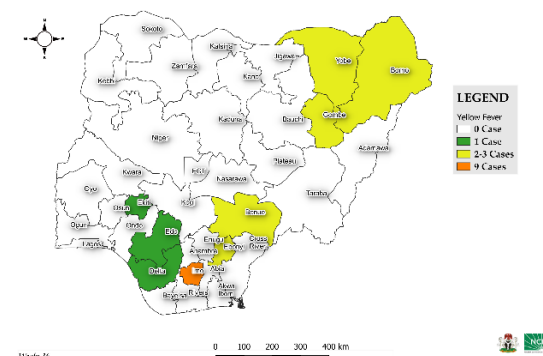 Sokoto
Katsina
Zamfara
Jigawa
Yobe
Borno
Kebbi
Kano
Gombe
Kaduna
Bauchi
Niger
Adamawa
Plateau
Kwara
FCT
Nasarawa
Oyo
Taraba
Kogi
Ekiti
Osun
Benue
Ogun
Ondo
Edo
Enugu
Cross
River
Lagos
Anambra
Ebony
Delta
Imo
Abia
Akwa
Ibom
Bayelsa
Rivers
LEGEND
Yellow Fever
0 Case
1 Case
2-3 Cases
9 Cases
0 100 200 300 400 km
NC